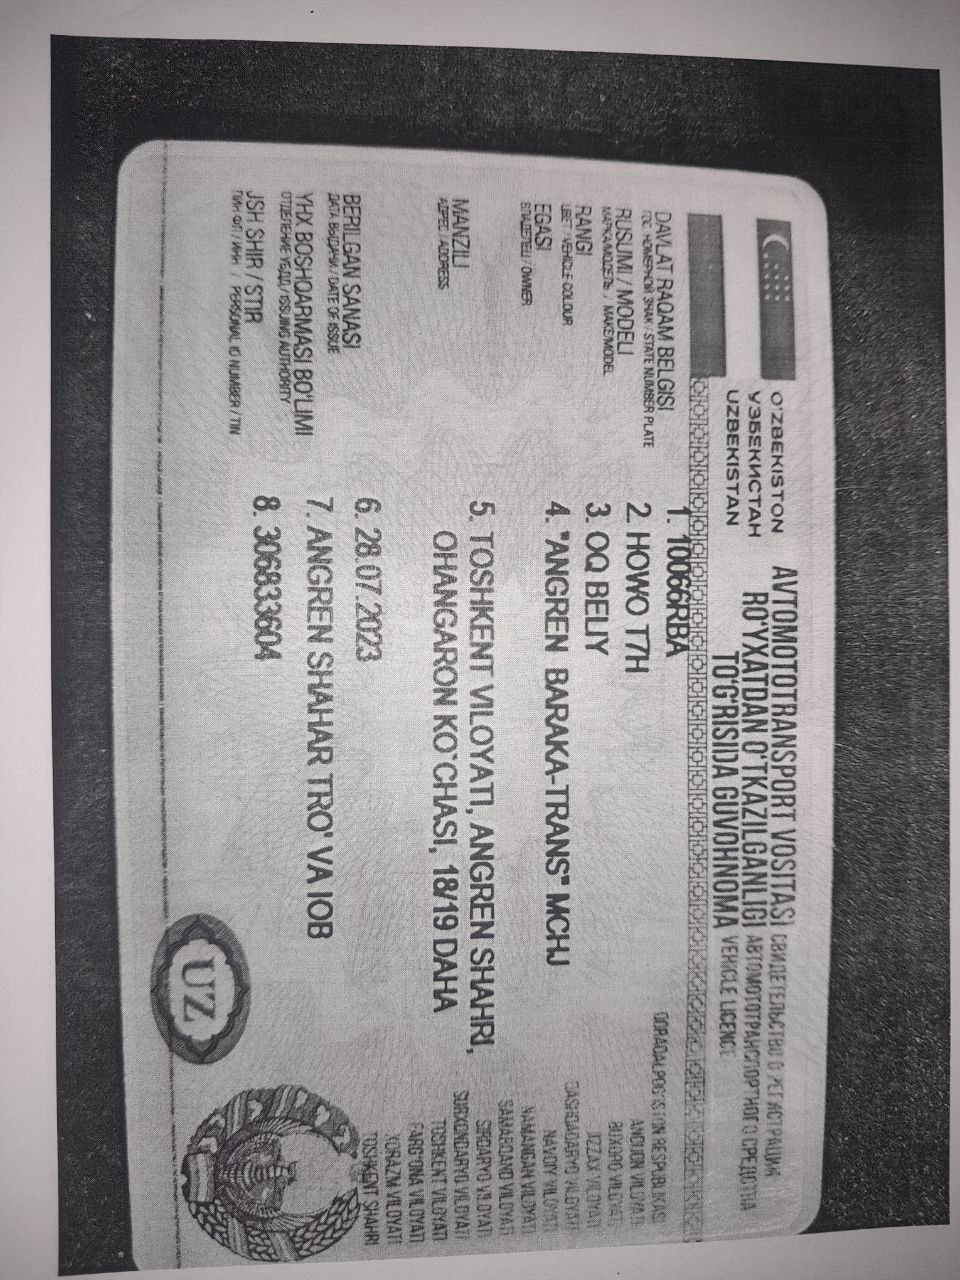 O'ZBEKISTON
УЗБЕКИСТАН
UZBEKISTAN
AVTOMOTOTRANSPORT VOSITASI
RO'YXATDAN O'TKAZILGANLIGI
TO'G'RISIDA GUVOHNOMA
СВИДЕТЕЛЬСТВО О РЕГИСТРАЦИИ
АВТОМОТОТРАНСПОРТНОГО СРЕДСТВА
VEHICLE LICENCE
DAVLAT RAQAM BELGISI
ГОС. НОМЕРНОЙ ЗНАК / STATE NUMBER PLATE
1. 10066RBA
RUSUMI / MODELI
МАРКА/МОДЕЛЬ / MAKE/MODEL
2. HOWO T7H
RANGI
ЦВЕТ / VEHICLE COLOUR
3. OQ BELIY
EGASI
ВЛАДЕЛЕЦ / OWNER
4. "ANGREN BARAKA-TRANS" MCHJ
MANZILI
АДРЕС / ADDRESS
5. TOSHKENT VILOYATI, ANGREN SHAHRI,
OHANGARON KO`CHASI, 18/19 DAHA
BERILGAN SANASI
ДАТА ВЫДАЧИ / DATE OF ISSUE
6. 28.07.2023
YHX BOSHQARMASI BO'LIMI
ОТДЕЛЕНИЕ УБДД / ISSUING AUTHORITY
7. ANGREN SHAHAR TRO' VA IOB
JSH SHIR / STIR
ПИН ФЛ / ИНН / PERSONAL ID NUMBER / TIN
8. 306833604
QORAQALPOG'ISTON RESPUBLIKASI
ANDIJON VILOYATI
BUXORO VILOYATI
JIZZAX VILOYATI
QASHQADARYO VILOYATI
NAVOIY VILOYATI
NAMANGAN VILOYATI
SAMARQAND VILOYATI
SIRDARYO VILOYATI
SURXONDARYO VILOYATI
TOSHKENT VILOYATI
FARG'ONA VILOYATI
XORAZM VILOYATI
TOSHKENT SHAHRI
UZ